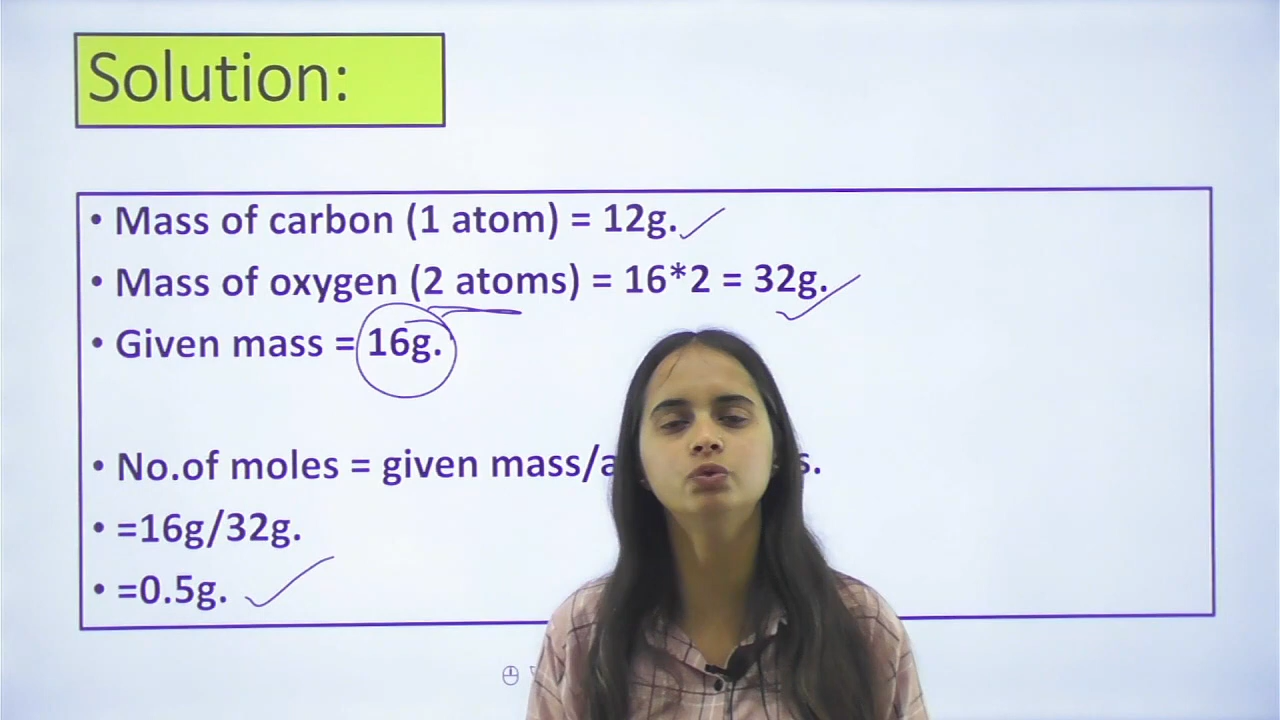 Solution:
• Mass of carbon (1 atom) = 12g.
• Mass of oxygen (2 atoms) = 16*2 = 32g.
• Given mass = 16g.
• No.of moles = given mass/a s.
• =16g/32g.
• =0.5g.